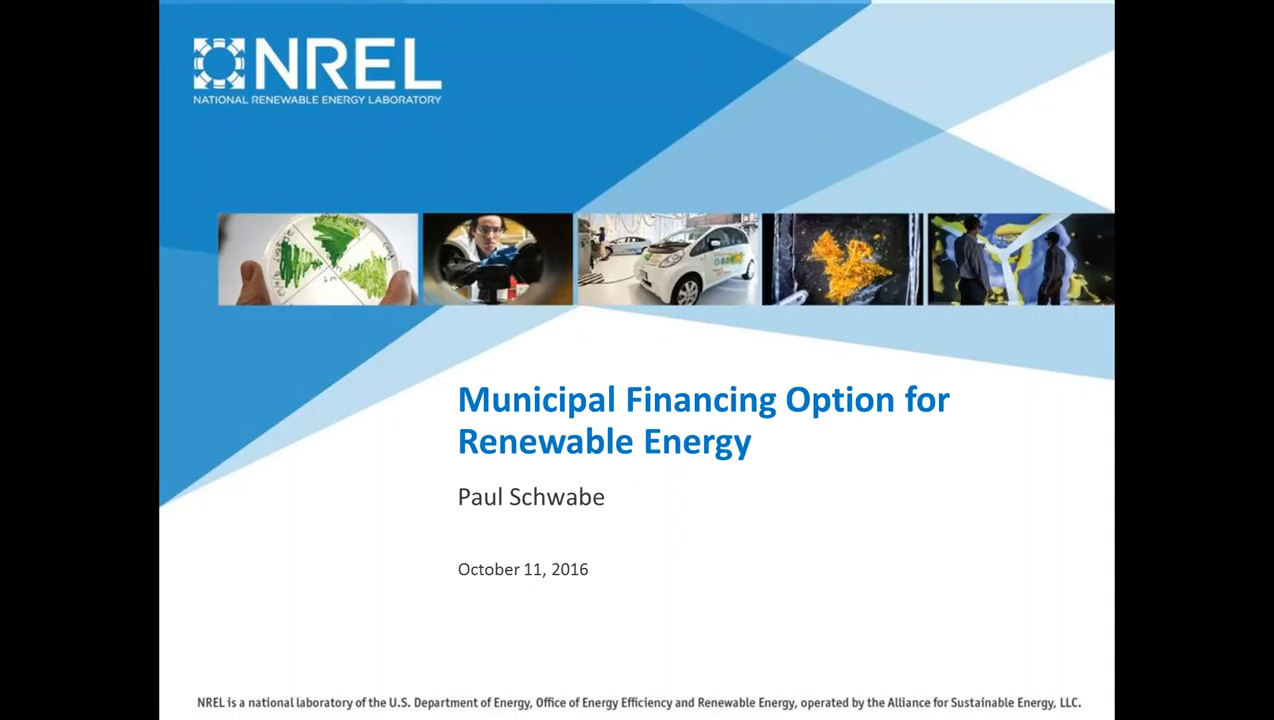 NREL
NATIONAL RENEWABLE ENERGY LABORATORY
Municipal Financing Option for
Renewable Energy
Paul Schwabe
October 11, 2016
NREL is a national laboratory of the U.S. Department of Energy, Office of Energy Efficiency and Renewable Energy, operated by the Alliance for Sustainable Energy, LLC.